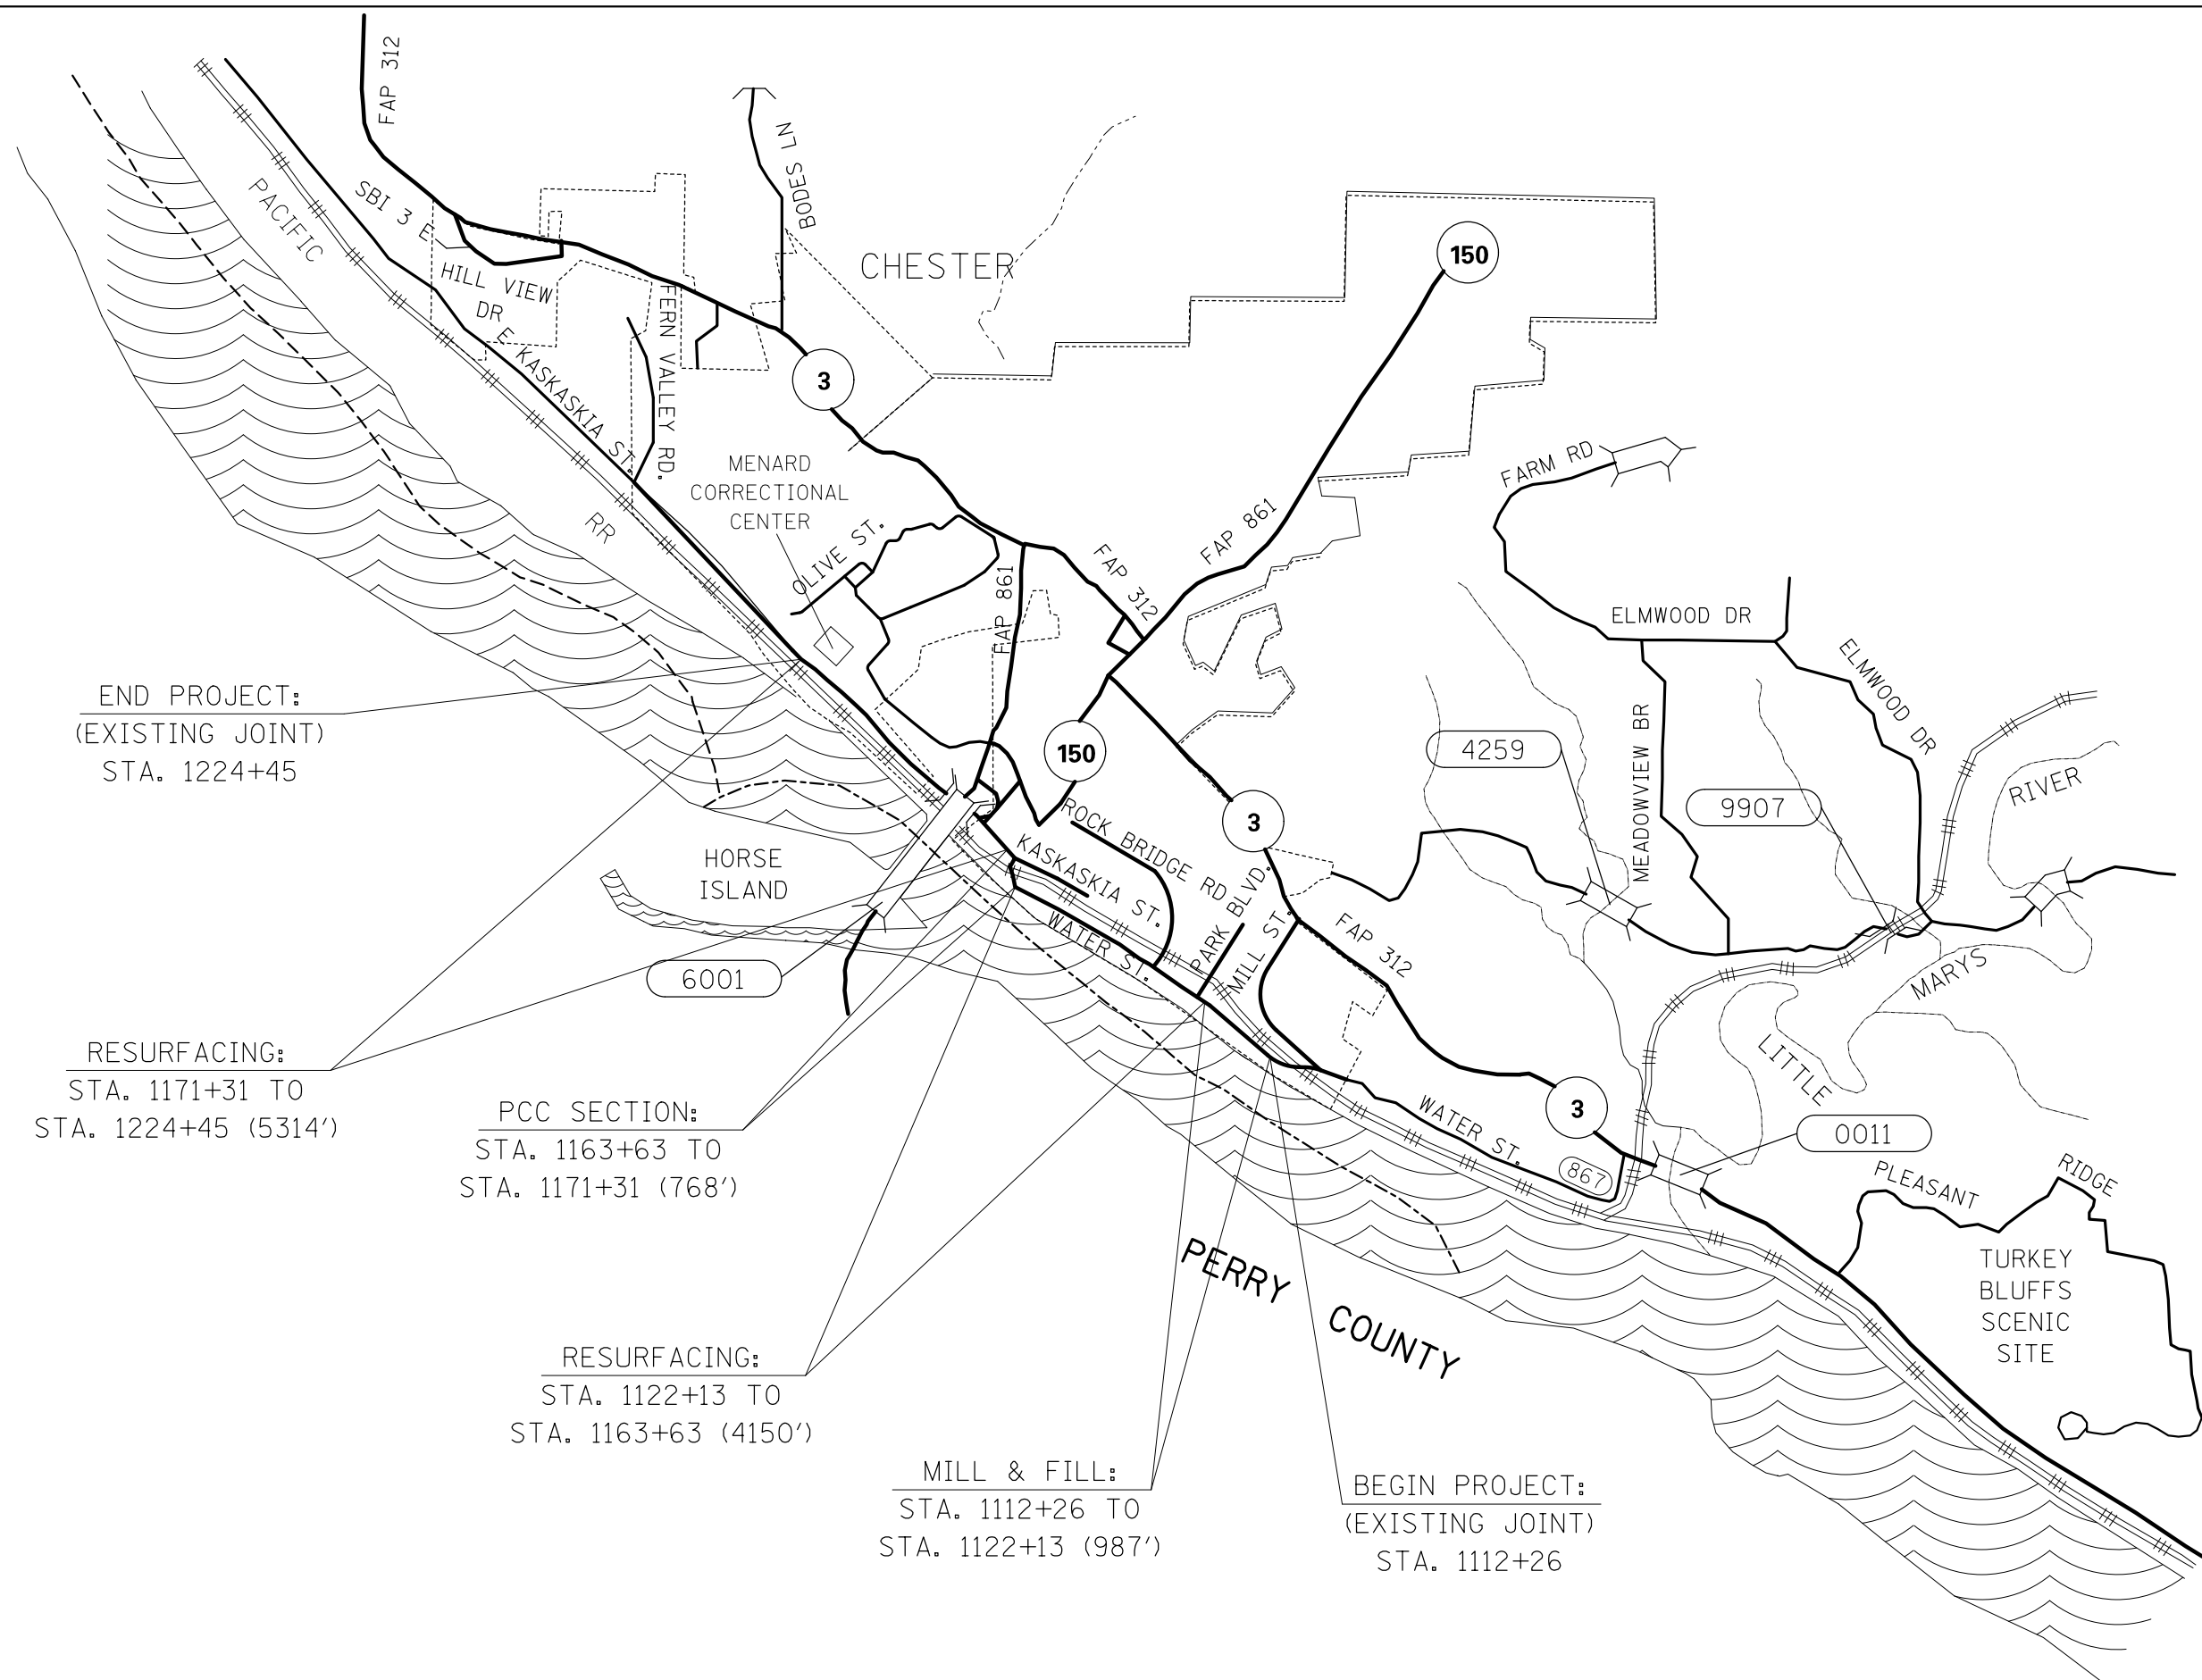 FAP 312
PACIFIC
RR
SBI 3 E
HILL VIEW
DR
BODES LN
CHESTER
150
E KASKASKIA ST.
FERN VALLEY RD.
3
MENARD
CORRECTIONAL
CENTER
OLIVE ST.
FAP 861
FAP 312
FAP 861
FARM RD
ELMWOOD DR
ELMWOOD DR
MEADOWVIEW BR
4259
9907
RIVER
MARYS
LITTLE
END PROJECT:
(EXISTING JOINT)
STA. 1224+45
150
3
HORSE
ISLAND
ROCK BRIDGE RD
KASKASKIA ST.
WATER ST.
PARK BLVD.
MILL ST.
FAP 312
6001
RESURFACING:
STA. 1171+31 TO
STA. 1224+45 (5314')
PCC SECTION:
STA. 1163+63 TO
STA. 1171+31 (768')
WATER ST.
3
867
0011
PLEASANT
RIDGE
TURKEY
BLUFFS
SCENIC
SITE
PERRY COUNTY
RESURFACING:
STA. 1122+13 TO
STA. 1163+63 (4150')
MILL & FILL:
STA. 1112+26 TO
STA. 1122+13 (987')
BEGIN PROJECT:
(EXISTING JOINT)
STA. 1112+26